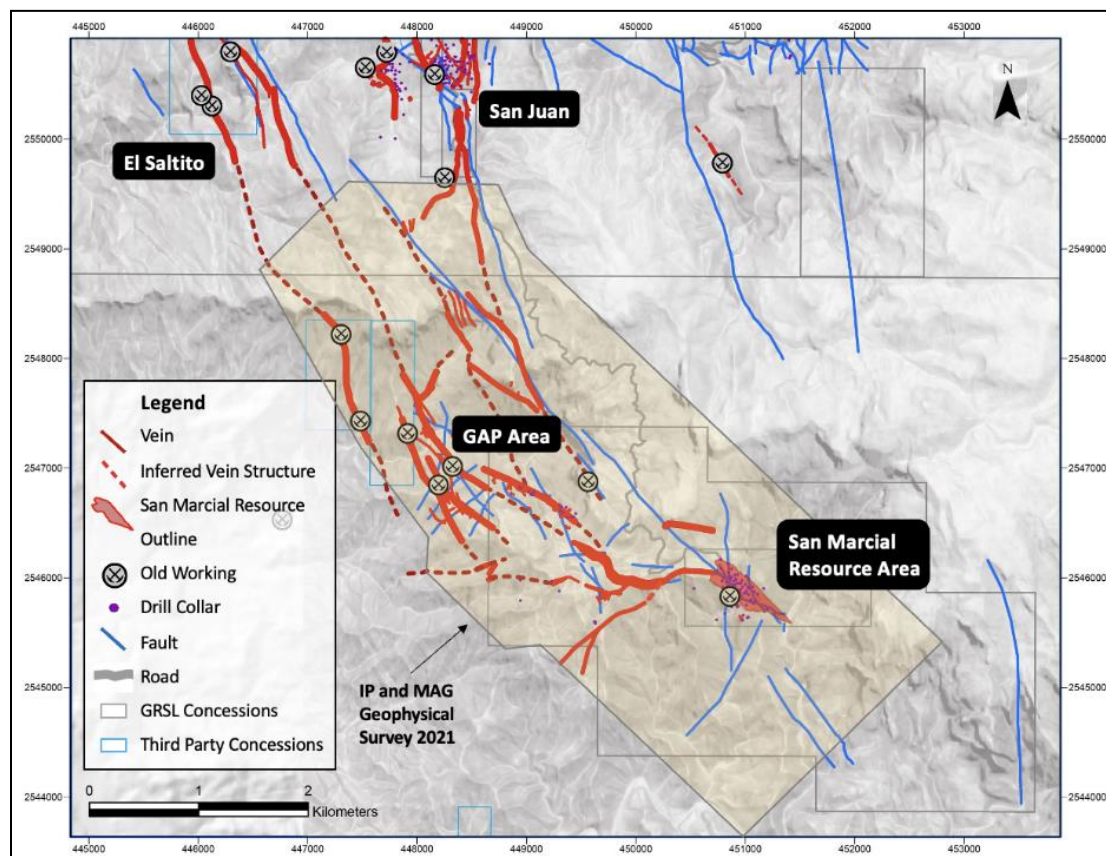 445000 446000 447000 448000 449000 450000 451000 452000 453000
N
2550000 2550000
2549000 2549000
2548000 2548000
2547000 2547000
2546000 2546000
2545000 2545000
2544000 2544000
San Juan
El Saltito
GAP Area
San Marcial
Resource Area
IP and MAG
Geophysical
Survey 2021
Legend
Vein
Inferred Vein Structure
San Marcial Resource
Outline
Old Working
Drill Collar
Fault
Road
GRSL Concessions
Third Party Concessions
0 1 2
Kilometers
445000 446000 447000 448000 449000 450000 451000 452000 453000